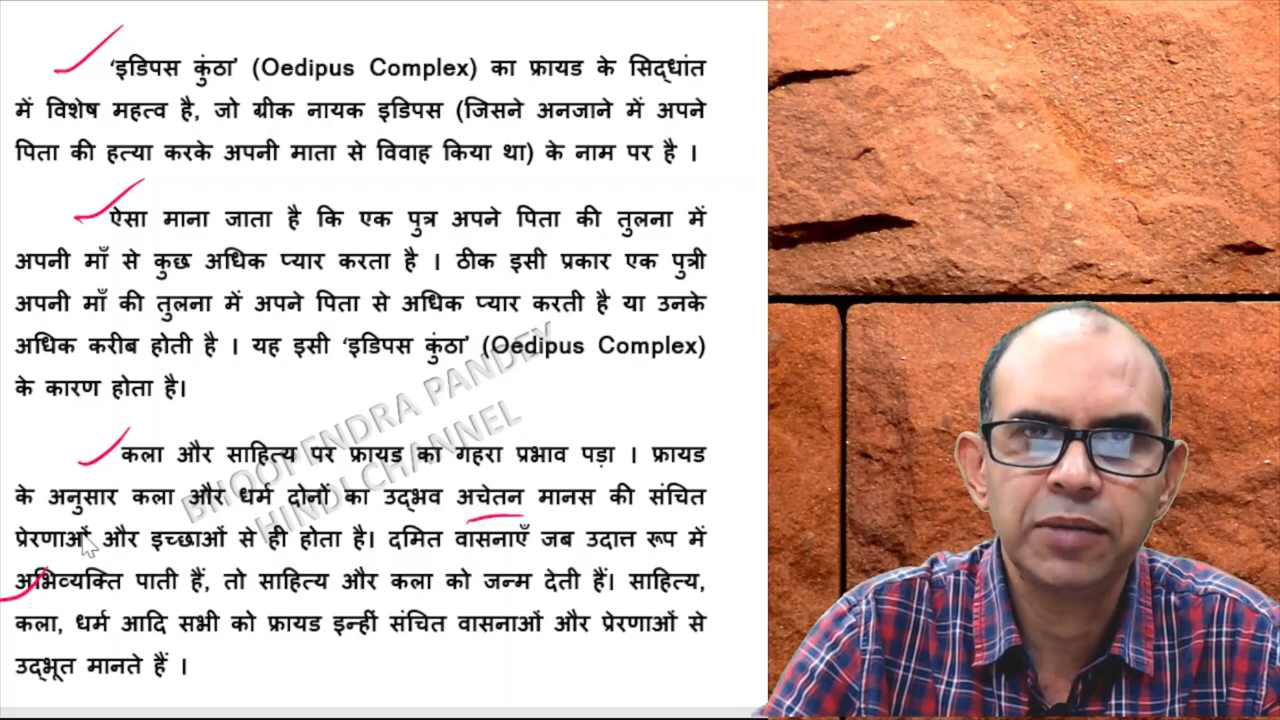 ‘इडिपस कुंठा’ (Oedipus Complex) का फ्रायड के सिद्धांत
में विशेष महत्व है, जो ग्रीक नायक इडिपस (जिसने अनजाने में अपने
पिता की हत्या करके अपनी माता से विवाह किया था) के नाम पर है ।
ऐसा माना जाता है कि एक पुत्र अपने पिता की तुलना में
अपनी माँ से कुछ अधिक प्यार करता है । ठीक इसी प्रकार एक पुत्री
अपनी माँ की तुलना में अपने पिता से अधिक प्यार करती है या उनके
अधिक करीब होती है । यह इसी ‘इडिपस कुंठा’ (Oedipus Complex)
के कारण होता है।
कला और साहित्य पर फ्रायड का गहरा प्रभाव पड़ा । फ्रायड
के अनुसार कला और धर्म दोनों का उद्भव अचेतन मानस की संचित
प्रेरणाओं और इच्छाओं से ही होता है। दमित वासनाएँ जब उदात्त रूप में
अभिव्यक्ति पाती हैं, तो साहित्य और कला को जन्म देती हैं। साहित्य,
कला, धर्म आदि सभी को फ्रायड इन्हीं संचित वासनाओं और प्रेरणाओं से
उद्भूत मानते हैं ।
BHOOPENDRA PANDEY
HINDI CHANNEL